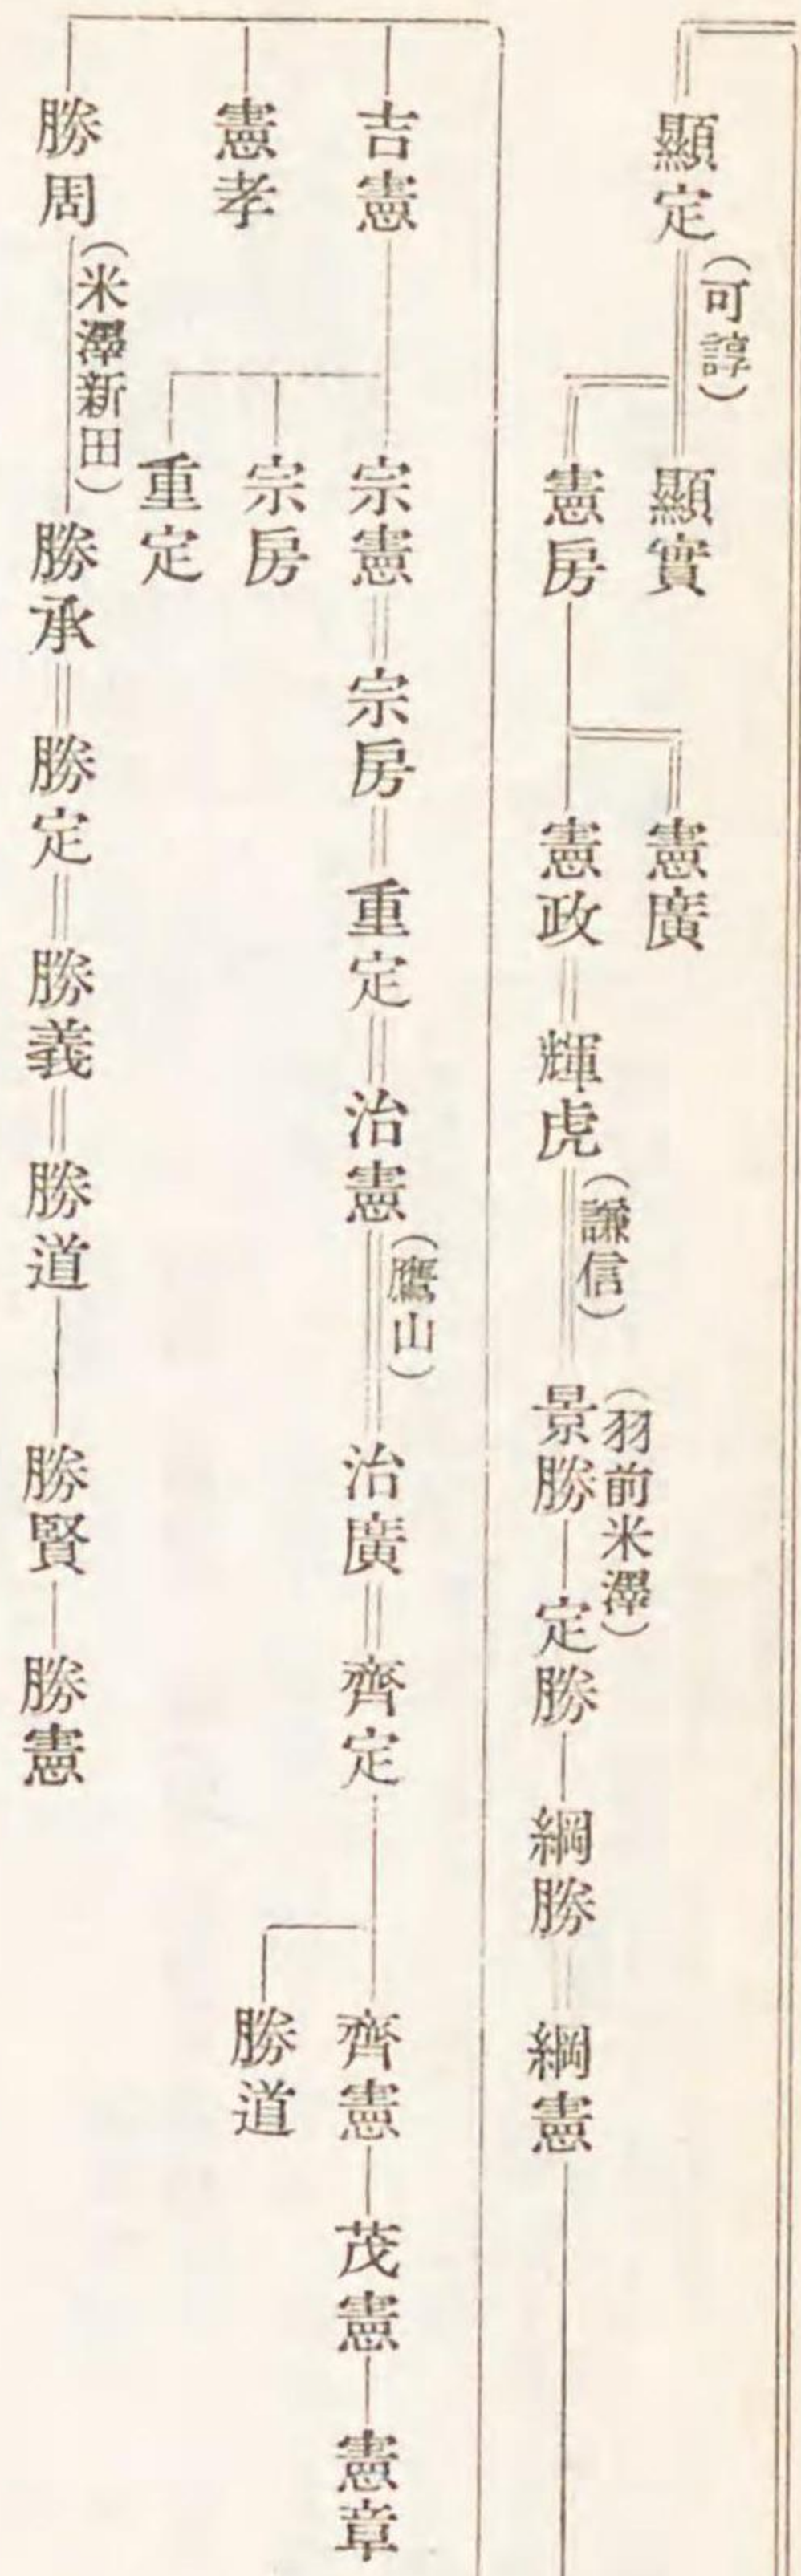 顯定（可諄）
顯實
憲房
憲廣
憲政
輝虎（謙信）
景勝（羽前米澤）
定勝
綱勝
綱憲
吉憲
宗憲
宗房
重定
治憲（鷹山）
治廣
齊定
齊憲
茂憲
憲章
勝道
宗房
重定
憲孝
勝周（米澤新田）
勝承
勝定
勝義
勝道
勝賢
勝憲